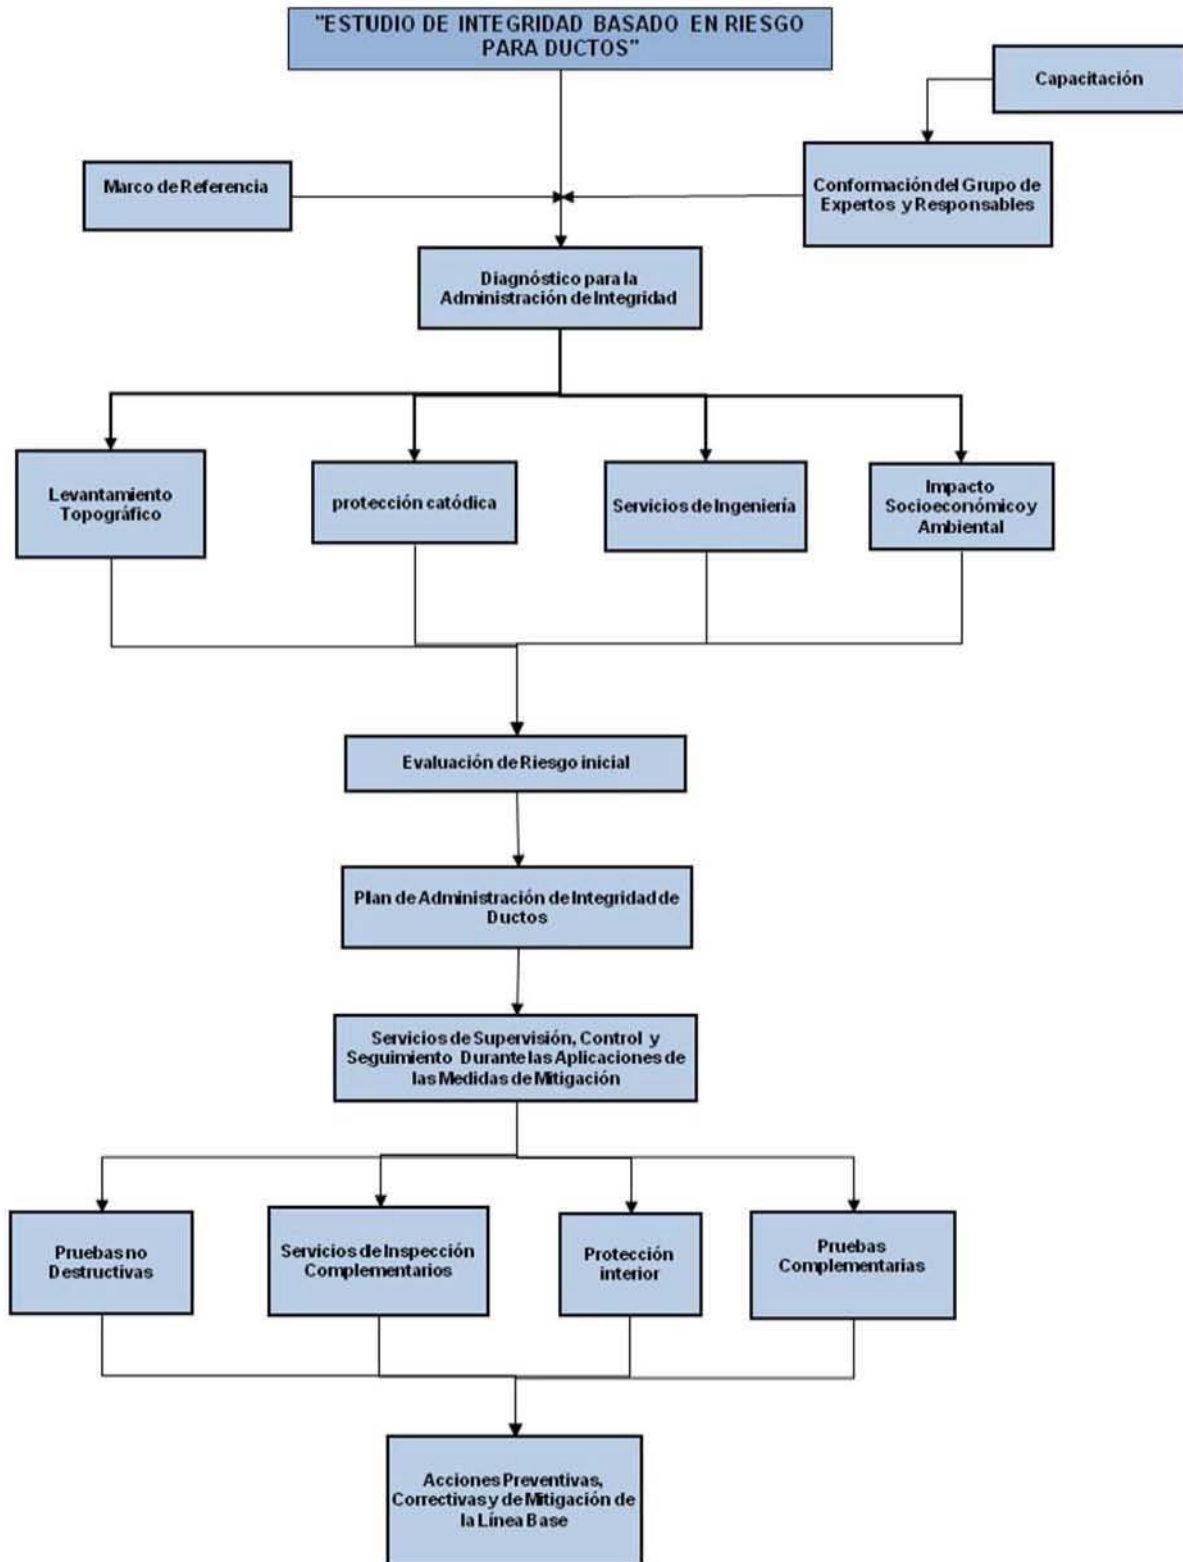 "ESTUDIO DE INTEGRIDAD BASADO EN RIESGO
PARA DUCTOS"
Capacitación
Marco de Referencia
Conformación del Grupo de
Expertos y Responsables
Diagnóstico para la
Administración de Integridad
Levantamiento
Topográfico
protección catódica
Servicios de Ingeniería
Impacto
Socioeconómico y
Ambiental
Evaluación de Riesgo inicial
Plan de Administración de Integridad de
Ductos
Servicios de Supervisión, Control y
Seguimiento Durante las Aplicaciones de
las Medidas de Mitigación
Pruebas no
Destructivas
Servicios de Inspección
Complementarios
Protección
interior
Pruebas
Complementarias
Acciones Preventivas,
Correctivas y de Mitigación de
la Línea Base